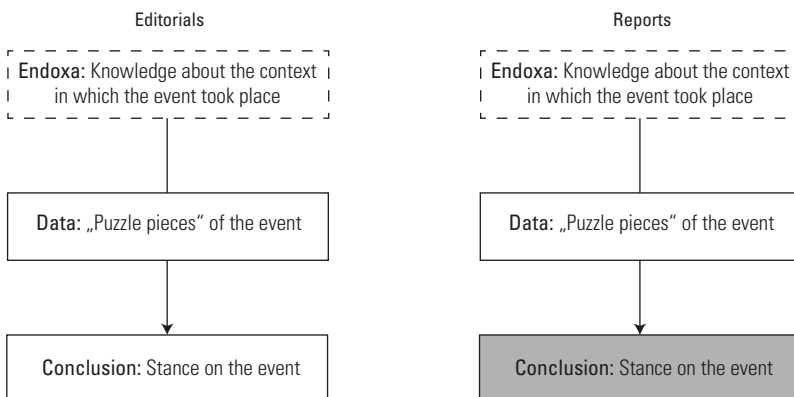 Editorials
Endoxa: Knowledge about the context
in which the event took place
Data: „Puzzle pieces“ of the event
Conclusion: Stance on the event
Reports
Endoxa: Knowledge about the context
in which the event took place
Data: „Puzzle pieces“ of the event
Conclusion: Stance on the event